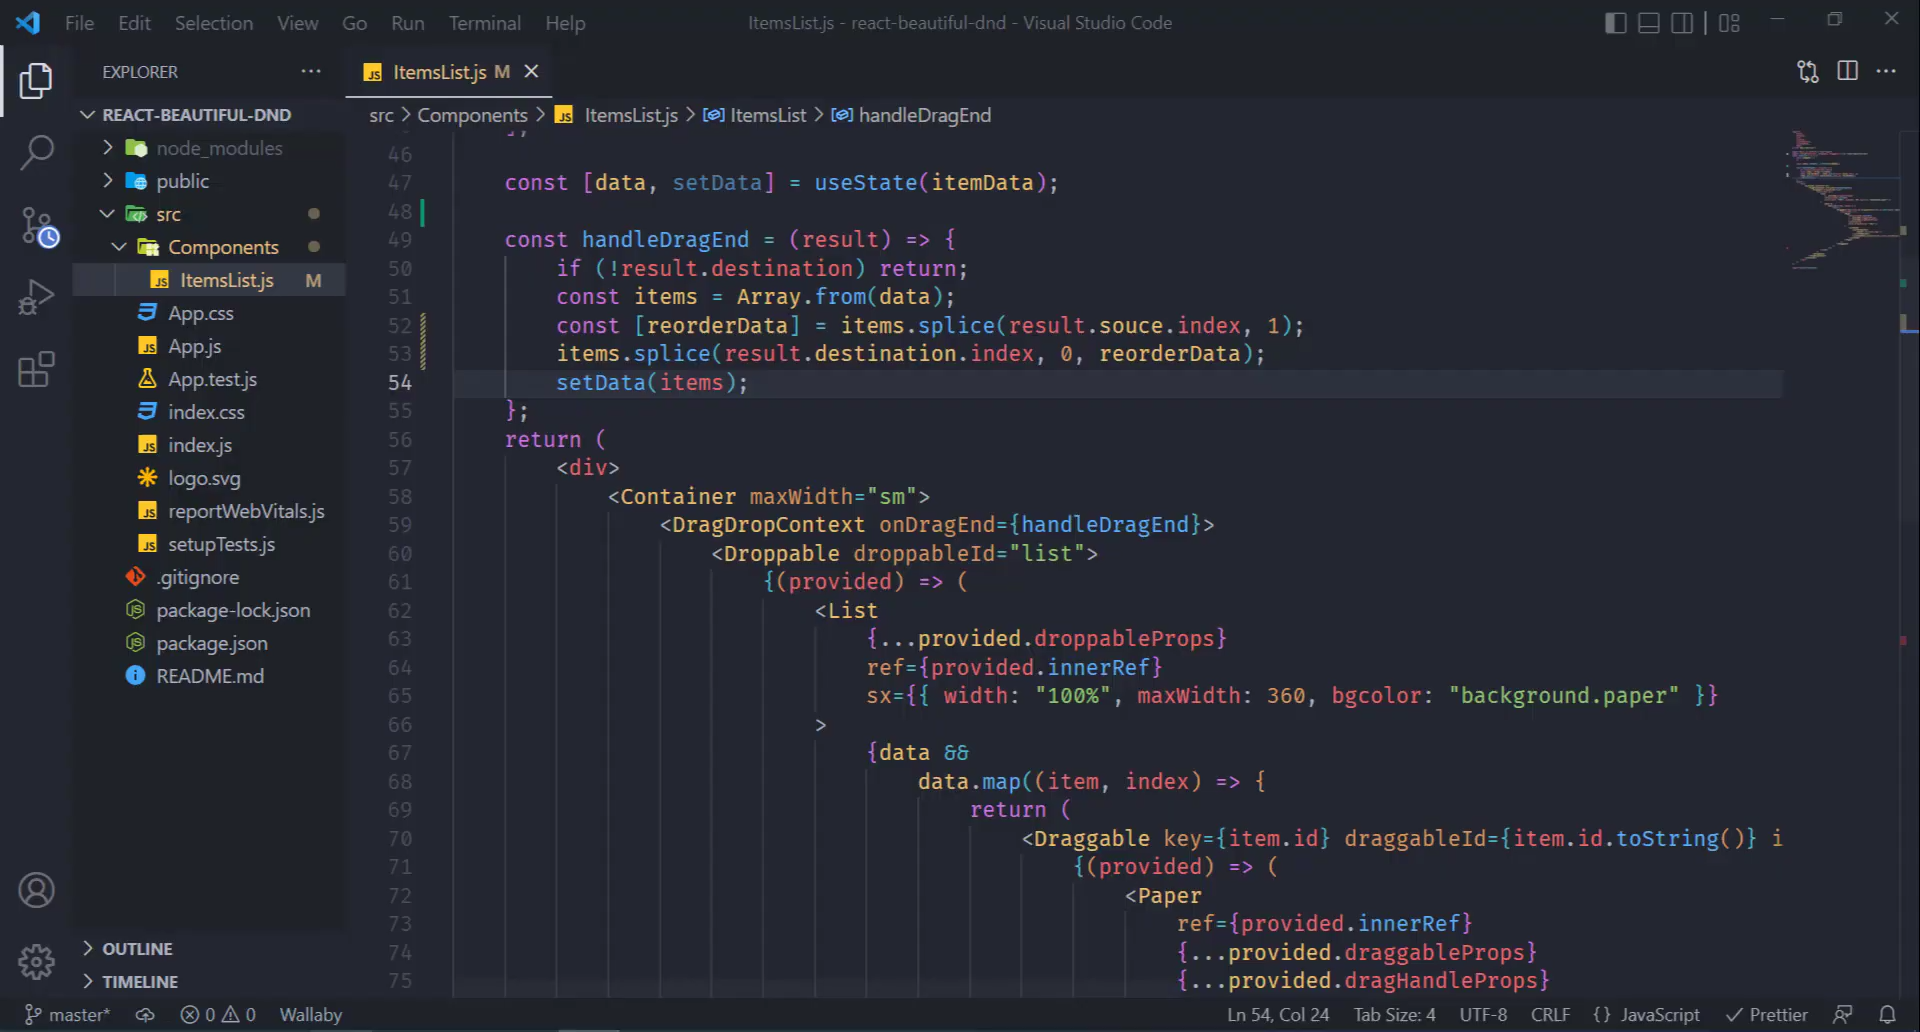 File Edit Selection View Go Run Terminal Help
ItemsList.js - react-beautiful-dnd - Visual Studio Code
EXPLORER
REACT-BEAUTIFUL-DND
node_modules
public
src
Components
ItemsList.js M
App.css
App.js
App.test.js
index.css
index.js
logo.svg
reportWebVitals.js
setupTests.js
.gitignore
package-lock.json
package.json
README.md
OUTLINE
TIMELINE
ItemsList.js M
src > Components > ItemsList.js > ItemsList > handleDragEnd
46
47 const [data, setData] = useState(itemData);
48
49 const handleDragEnd = (result) => {
50 if (!result.destination) return;
51 const items = Array.from(data);
52 const [reorderData] = items.splice(result.souce.index, 1);
53 items.splice(result.destination.index, 0, reorderData);
54 setData(items);
55 };
56 return (
57 <div>
58 <Container maxWidth="sm">
59 <DragDropContext onDragEnd={handleDragEnd}>
60 <Droppable droppableId="list">
61 {(provided) => (
62 <List
63 {...provided.droppableProps}
64 ref={provided.innerRef}
65 sx={{ width: "100%", maxWidth: 360, bgcolor: "background.paper" }}
66 >
67 {data &&
68 data.map((item, index) => {
69 return (
70 <Draggable key={item.id} draggableId={item.id.toString()} i
71 {(provided) => (
72 <Paper
73 ref={provided.innerRef}
74 {...provided.draggableProps}
75 {...provided.dragHandleProps}
master* 0 0 Wallaby
Ln 54, Col 24 Tab Size: 4 UTF-8 CRLF {} JavaScript Prettier